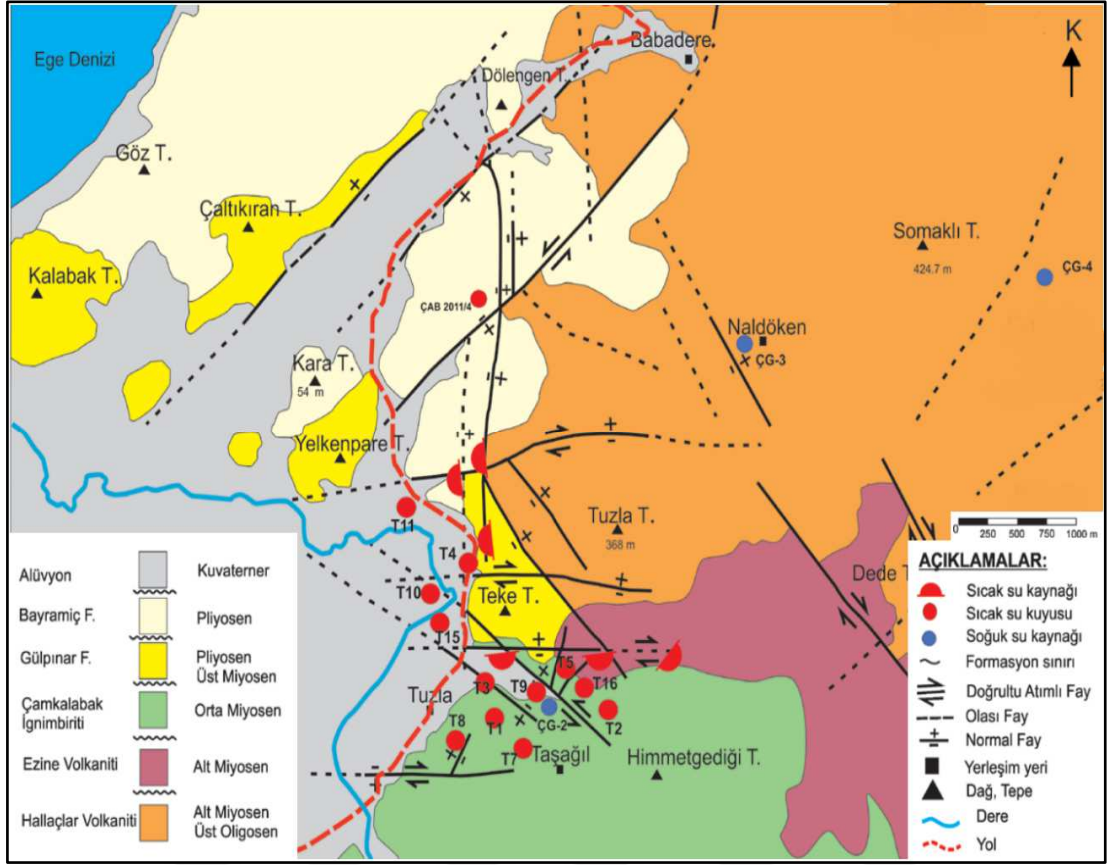 Ege Denizi
Babadere
K
Dölengen T.
Göz T.
Çaltıkıran T.
Somaklı T.
424.7 m
ÇG-4
Kalabak T.
ÇAB 2011/4
Naldöken
ÇG-3
Kara T.
54 m
Yelkenpare T.
T11
Tuzla T.
368 m
T4
Dede T
T10
Teke T.
T15
T5
T3
T9
T16
Tuzla
ÇG-2
T2
T1
T8
T7
Taşağıl
Himmetgediği T.
Alüvyon
Kuvaterner
Bayramiç F.
Pliyosen
Gülpınar F.
Pliyosen
Üst Miyosen
Çamkalabak
İgnimbiriti
Orta Miyosen
Ezine Volkaniti
Alt Miyosen
Hallaçlar Volkaniti
Alt Miyosen
Üst Oligosen
0 250 500 750 1000 m
AÇIKLAMALAR:
Sıcak su kaynağı
Sıcak su kuyusu
Soğuk su kaynağı
Formasyon sınırı
Doğrultu Atımlı Fay
Olası Fay
Normal Fay
Yerleşim yeri
Dağ, Tepe
Dere
Yol